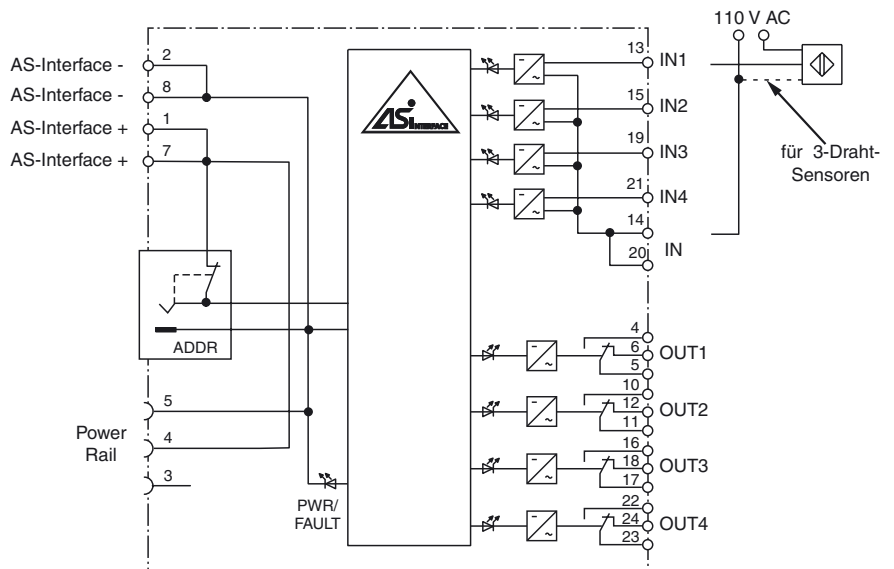 110 V AC
AS-Interface - 2
AS-Interface - 8
AS-Interface + 1
AS-Interface + 7
ASi INTERFACE
13 IN1
15 IN2
19 IN3
21 IN4
14
IN
20
für 3-Draht-
Sensoren
ADDR
4
6 OUT1
5
10
12 OUT2
11
16
18 OUT3
17
22
24 OUT4
23
Power
Rail
5
4
3
PWR/
FAULT